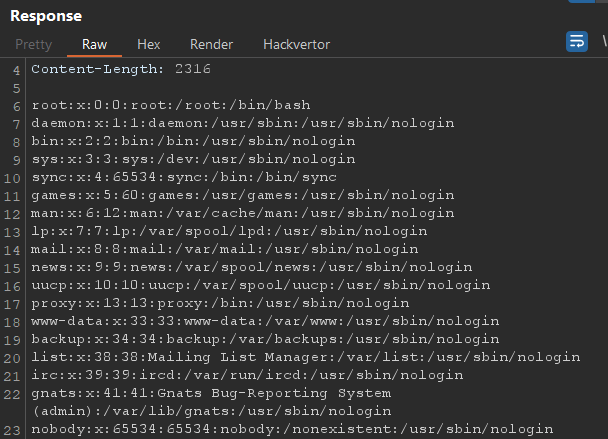 Response
Pretty Raw Hex Render Hackvertor
4 Content-Length: 2316
5
6 root:x:0:0:root:/root:/bin/bash
7 daemon:x:1:1:daemon:/usr/sbin:/usr/sbin/nologin
8 bin:x:2:2:bin:/bin:/usr/sbin/nologin
9 sys:x:3:3:sys:/dev:/usr/sbin/nologin
10 sync:x:4:65534:sync:/bin:/bin/sync
11 games:x:5:60:games:/usr/games:/usr/sbin/nologin
12 man:x:6:12:man:/var/cache/man:/usr/sbin/nologin
13 lp:x:7:7:lp:/var/spool/lpd:/usr/sbin/nologin
14 mail:x:8:8:mail:/var/mail:/usr/sbin/nologin
15 news:x:9:9:news:/var/spool/news:/usr/sbin/nologin
16 uucp:x:10:10:uucp:/var/spool/uucp:/usr/sbin/nologin
17 proxy:x:13:13:proxy:/bin:/usr/sbin/nologin
18 www-data:x:33:33:www-data:/var/www:/usr/sbin/nologin
19 backup:x:34:34:backup:/var/backups:/usr/sbin/nologin
20 list:x:38:38:Mailing List Manager:/var/list:/usr/sbin/nologin
21 irc:x:39:39:ircd:/var/run/ircd:/usr/sbin/nologin
22 gnats:x:41:41:Gnats Bug-Reporting System
(admin):/var/lib/gnats:/usr/sbin/nologin
23 nobody:x:65534:65534:nobody:/nonexistent:/usr/sbin/nologin